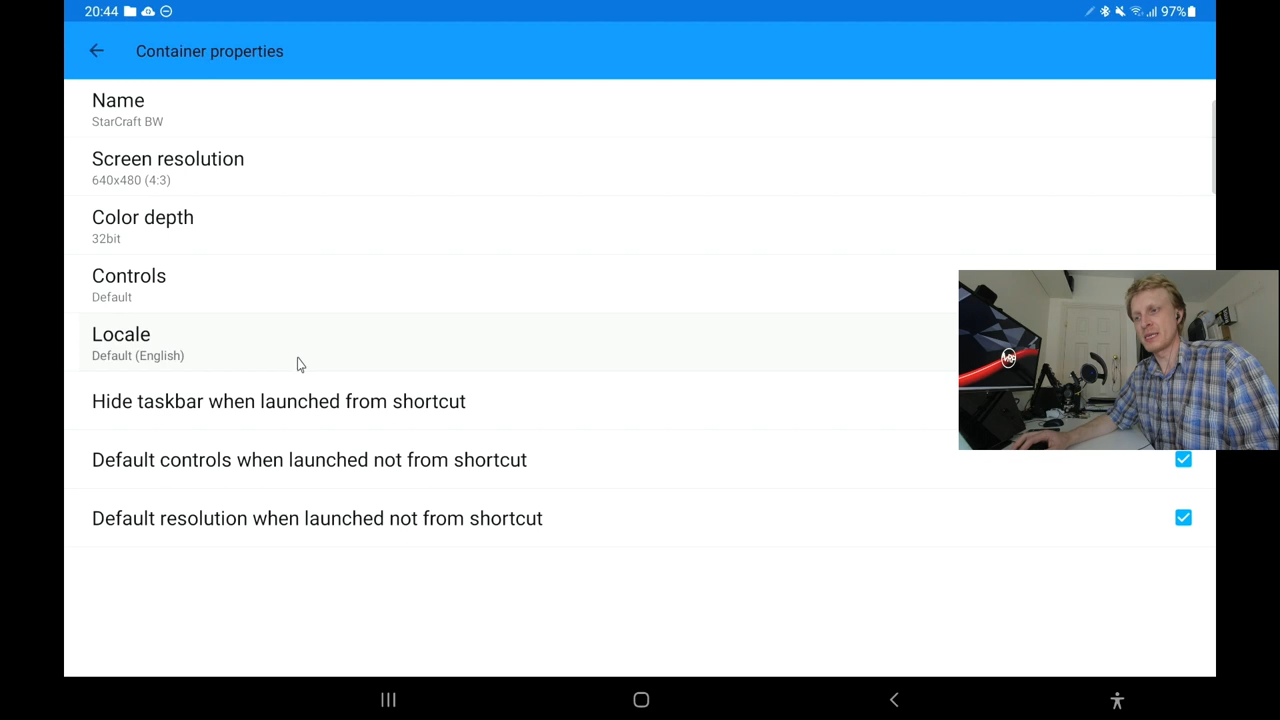 20:44
97%
Container properties
Name
StarCraft BW
Screen resolution
640x480 (4:3)
Color depth
32bit
Controls
Default
Locale
Default (English)
Hide taskbar when launched from shortcut
Default controls when launched not from shortcut
Default resolution when launched not from shortcut